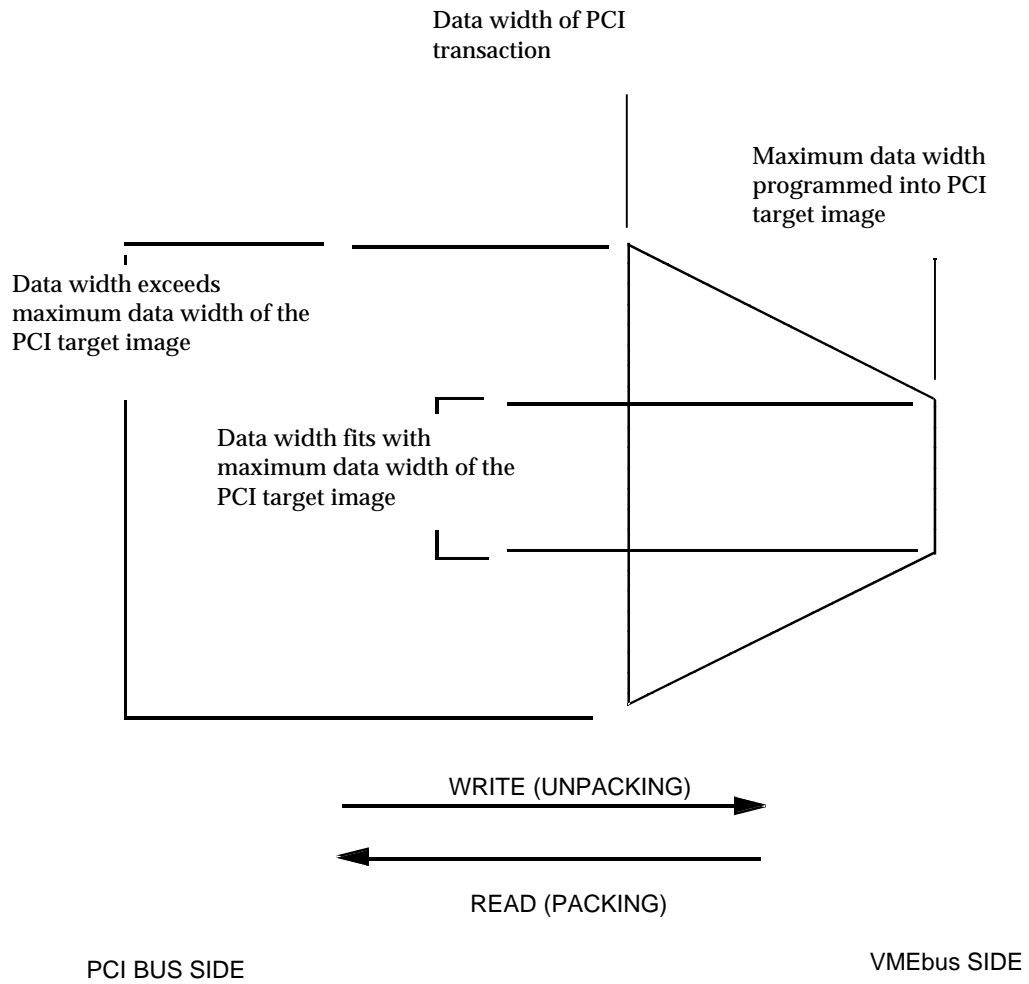 Data width of PCI
transaction
Maximum data width
programmed into PCI
target image
Data width exceeds
maximum data width of the
PCI target image
Data width fits with
maximum data width of the
PCI target image
WRITE (UNPACKING)
READ (PACKING)
PCI BUS SIDE
VMEbus SIDE